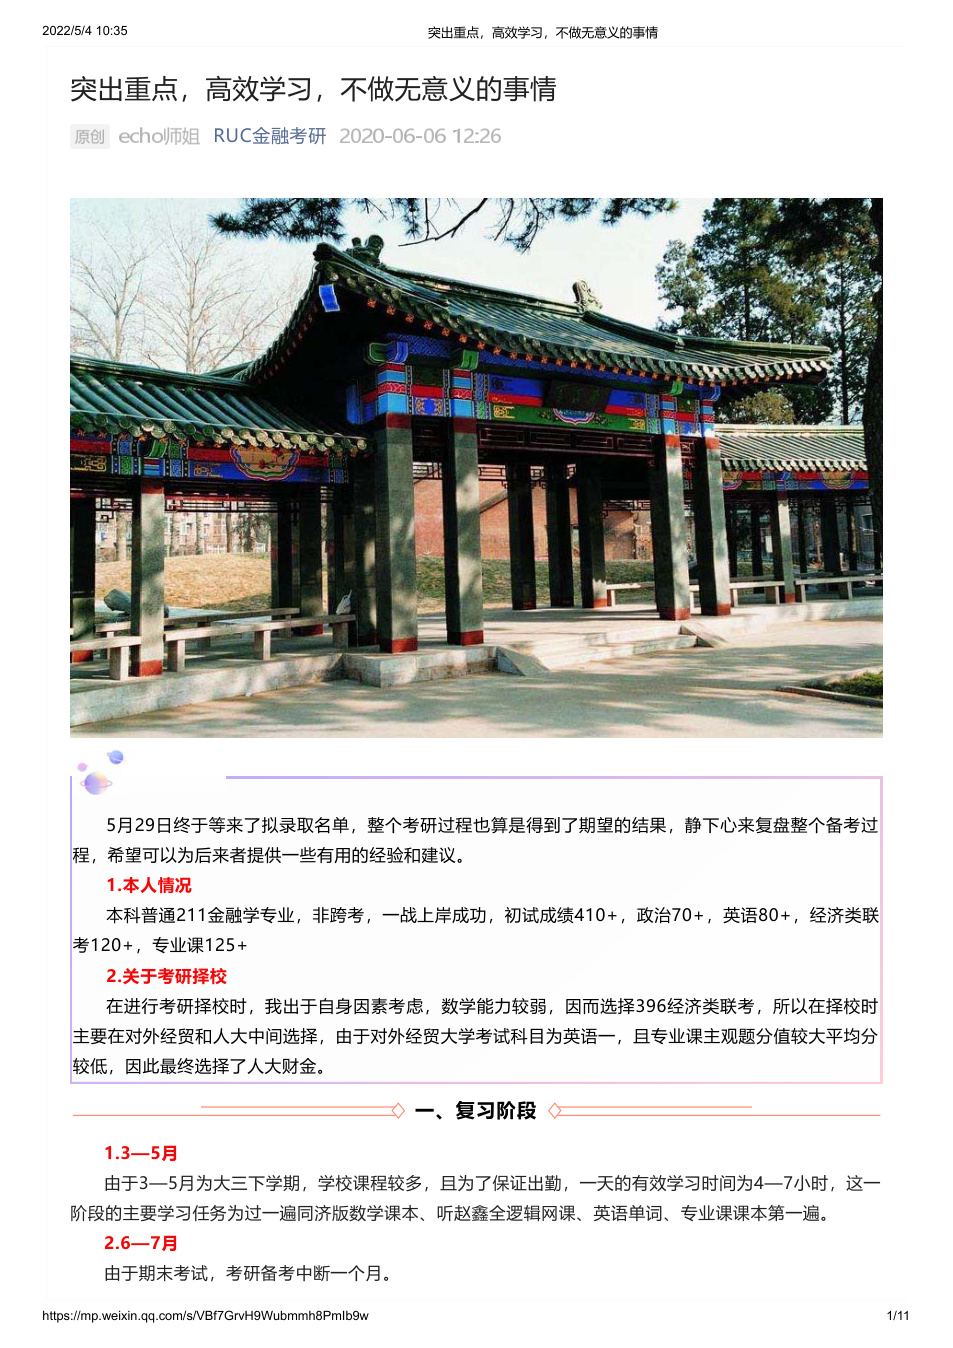 2022/5/4 10:35
突出重点，高效学习，不做无意义的事情
突出重点，高效学习，不做无意义的事情
原创 echo师姐 RUC金融考研 2020-06-06 12:26
5月29日终于等来了拟录取名单，整个考研过程也算是得到了期望的结果，静下心来复盘整个备考过
程，希望可以为后来者提供一些有用的经验和建议。
1.本人情况
本科普通211金融学专业，非跨考，一战上岸成功，初试成绩410+，政治70+，英语80+，经济类联
考120+，专业课125+
2.关于考研择校
在进行考研择校时，我出于自身因素考虑，数学能力较弱，因而选择396经济类联考，所以在择校时
主要在对外经贸和人大中间选择，由于对外经贸大学考试科目为英语一，且专业课主观题分值较大平均分
较低，因此最终选择了人大财金。
一、复习阶段
1.3—5月
由于3—5月为大三下学期，学校课程较多，且为了保证出勤，一天的有效学习时间为4—7小时，这一
阶段的主要学习任务为过一遍同济版数学课本、听赵鑫全逻辑网课、英语单词、专业课课本第一遍。
2.6—7月
由于期末考试，考研备考中断一个月。
https://mp.weixin.qq.com/s/VBf7GrvH9Wubmmh8PmIb9w
1/11